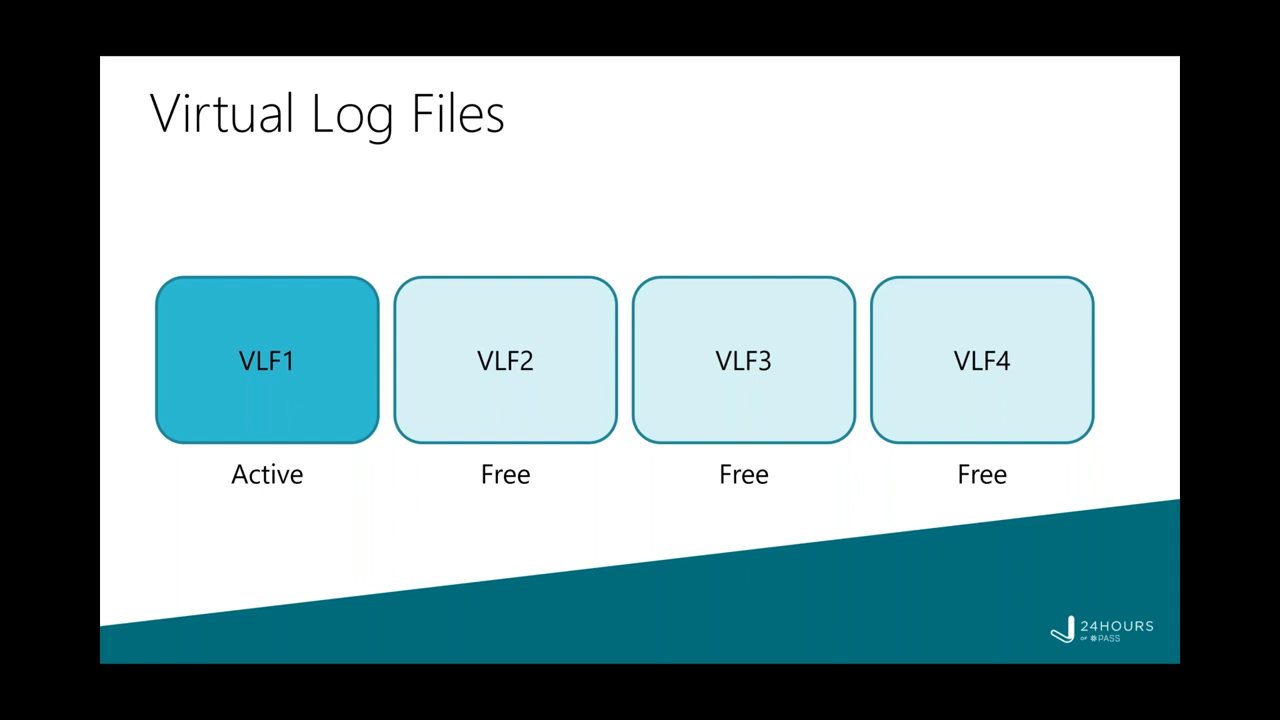 Virtual Log Files
VLF1
VLF2
VLF3
VLF4
Active
Free
Free
Free
24HOURS
OF #PASS